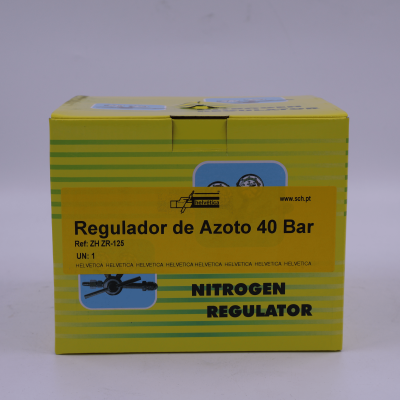 Helvetica
www.sch.pt
Regulador de Azoto 40 Bar
Ref: ZH ZR-125
UN: 1
HELVETICA HELVETICA HELVETICA HELVETICA HELVETICA HELVETICA HELVETICA HELVETICA
NITROGEN
REGULATOR